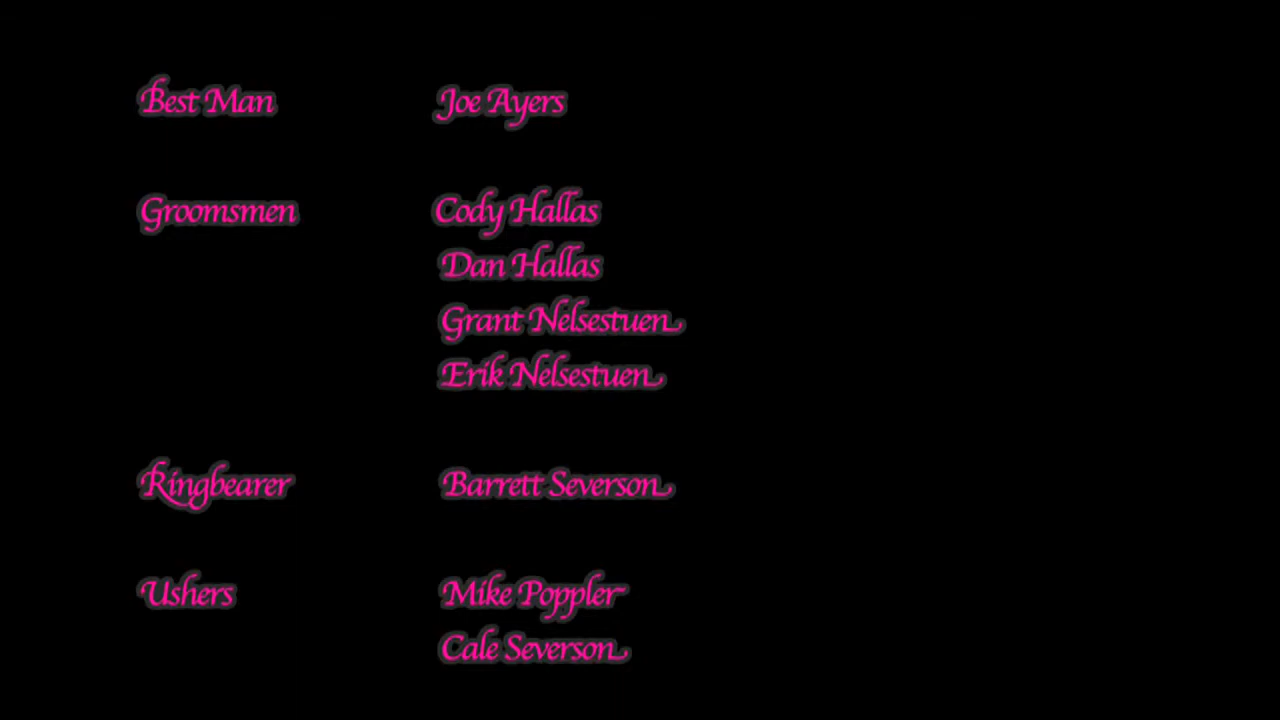 Best Man Joe Ayers
Groomsmen Cody Hallas
Dan Hallas
Grant Nelsestuen
Erik Nelsestuen
Ringbearer Barrett Severson
Ushers Mike Poppler
Cale Severson